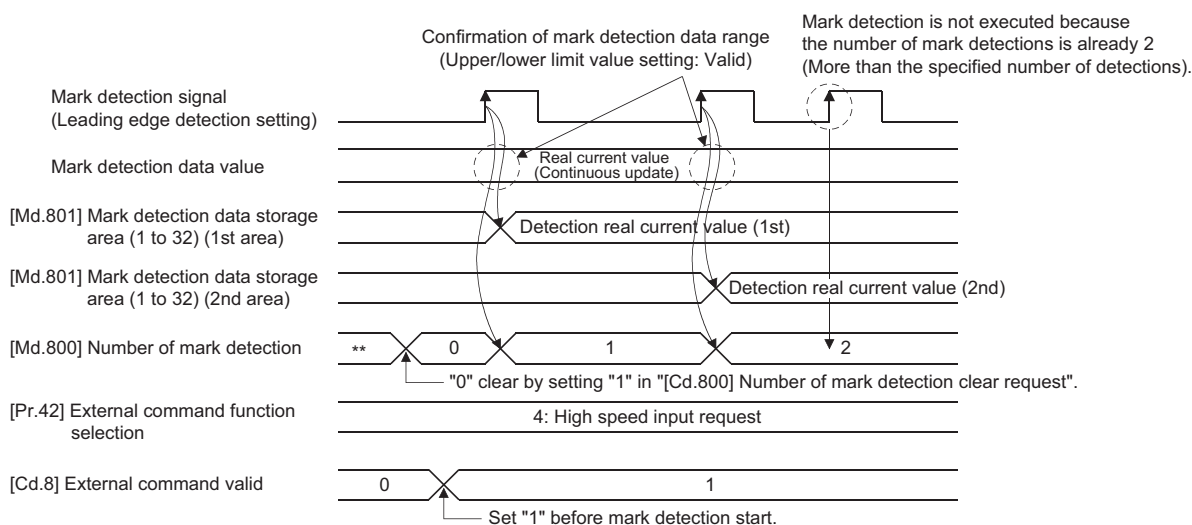 Confirmation of mark detection data range
(Upper/lower limit value setting: Valid)
Mark detection is not executed because
the number of mark detections is already 2
(More than the specified number of detections).
Mark detection signal
(Leading edge detection setting)
Mark detection data value
Real current value
(Continuous update)
[Md.801] Mark detection data storage
area (1 to 32) (1st area)
Detection real current value (1st)
[Md.801] Mark detection data storage
area (1 to 32) (2nd area)
Detection real current value (2nd)
[Md.800] Number of mark detection
** 0 1 2
"0" clear by setting "1" in "[Cd.800] Number of mark detection clear request".
[Pr.42] External command function
selection
4: High speed input request
[Cd.8] External command valid
0 1
Set "1" before mark detection start.